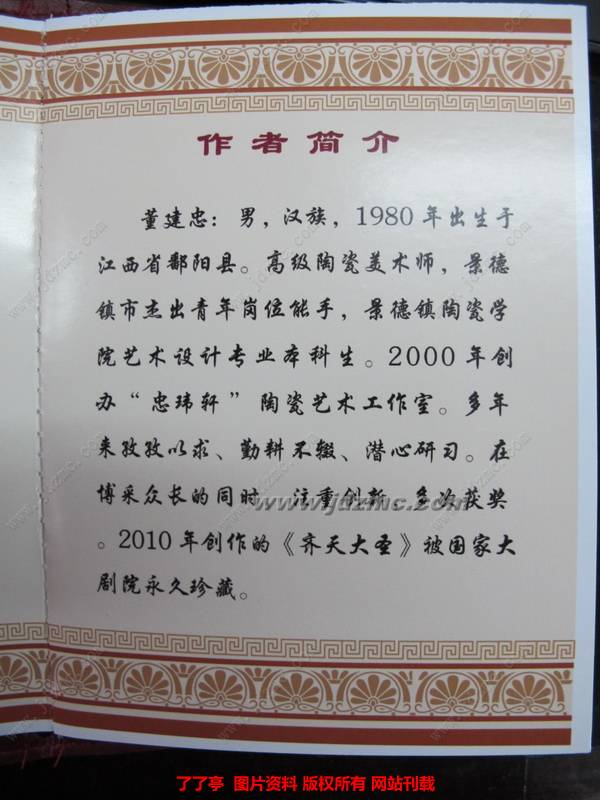 作者简介
董建忠：男，汉族，1980年出生于
江西省鄱阳县。高级陶瓷美术师，景德
镇市杰出青年岗位能手，景德镇陶瓷学
院艺术设计专业本科生。2000年创
办“忠玮轩”陶瓷艺术工作室。多年
来孜孜以求、勤耕不辍、潜心研习。在
博采众长的同时 注重创新，多次获奖
。2010年创作的《齐天大圣》被国家大
剧院永久珍藏。
www.jdzmc.com
了了亭 图片资料 版权所有 网站刊载